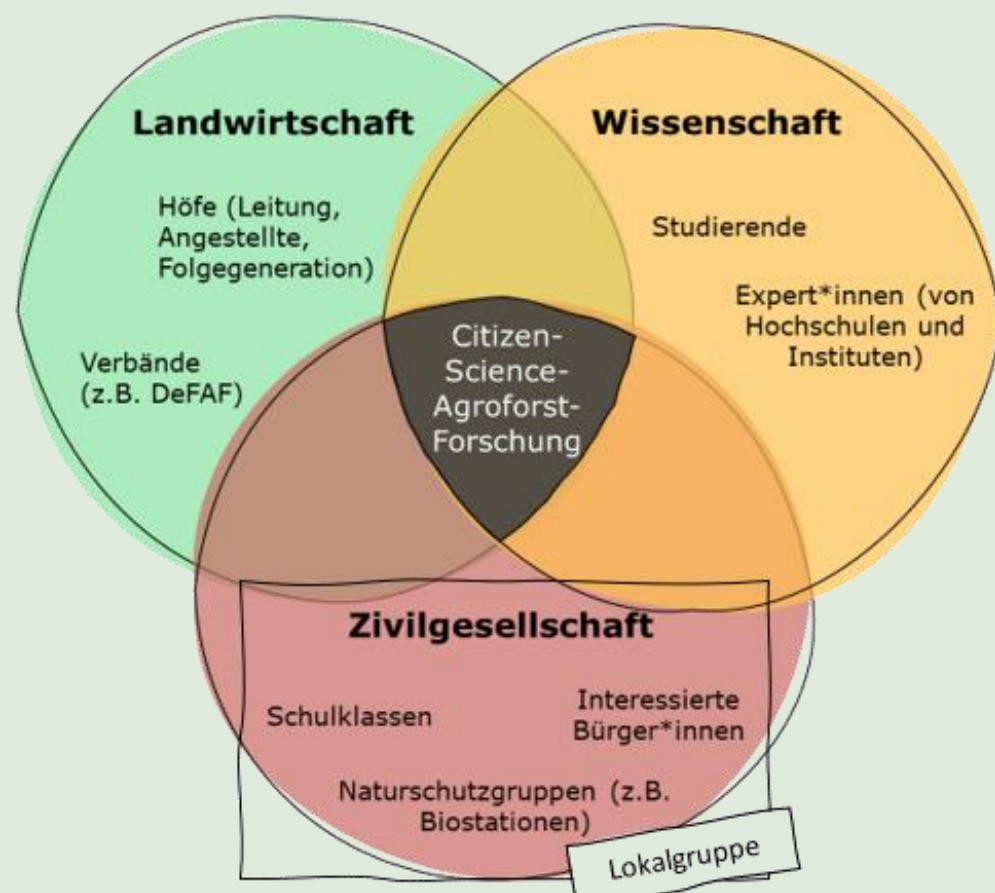 Landwirtschaft
Höfe (Leitung,
Angestellte,
Folgegeneration)
Verbände
(z.B. DeFAF)
Wissenschaft
Studierende
Expert*innen (von
Hochschulen und
Instituten)
Citizen-
Science-
Agroforst-
Forschung
Zivilgesellschaft
Schulklassen
Interessierte
Bürger*innen
Naturschutzgruppen (z.B.
Biostationen)
Lokalgruppe